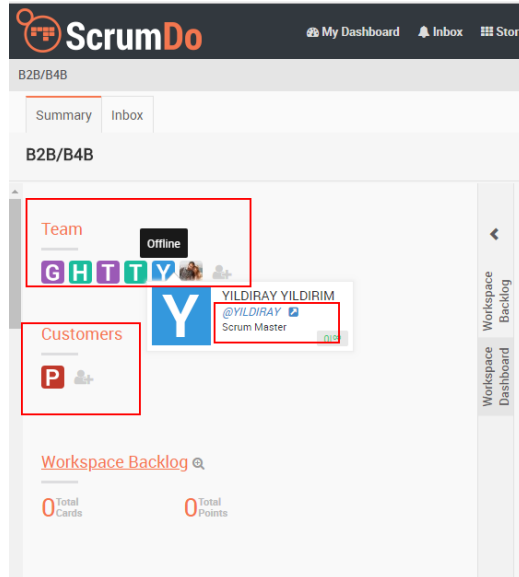 ScrumDo
My Dashboard Inbox Stor
B2B/B4B
Summary Inbox
B2B/B4B
Team
Offline
G H T T Y
YILDIRAY YILDIRIM
@YILDIRAY
Scrum Master
Y
Customers
P
Workspace Backlog
0 Total Cards
0 Total Points
Workspace Backlog
Workspace Dashboard